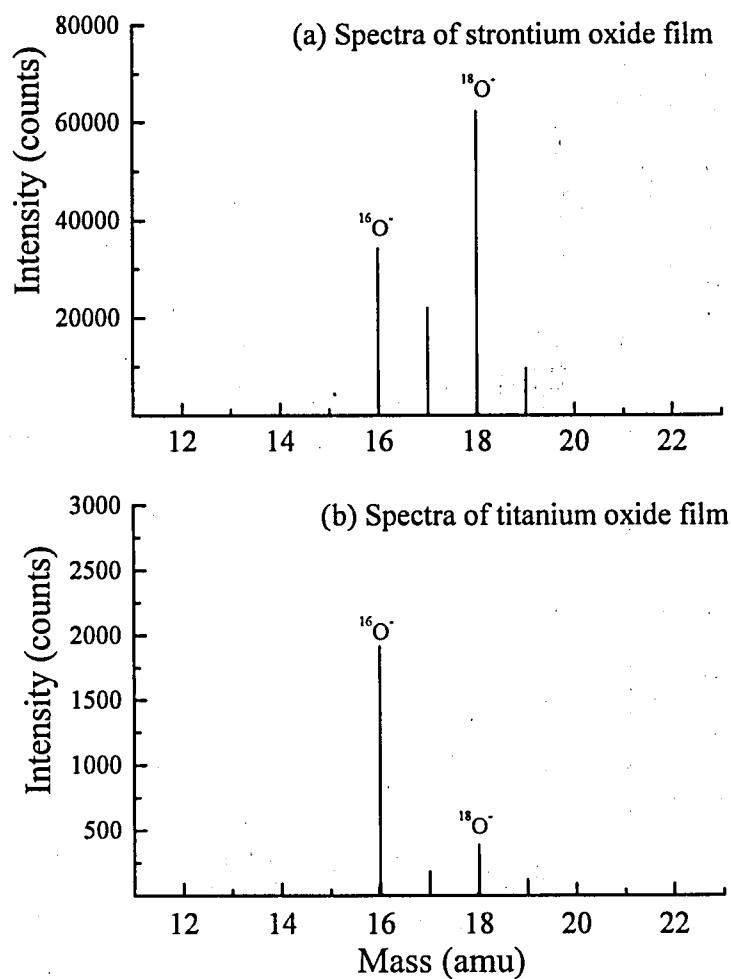 (a) Spectra of strontium oxide film
Intensity (counts)
80000
60000
40000
20000
¹⁶O⁻
¹⁸O⁻
12 14 16 18 20 22
(b) Spectra of titanium oxide film
Intensity (counts)
3000
2500
2000
1500
1000
500
¹⁶O⁻
¹⁸O⁻
12 14 16 18 20 22
Mass (amu)